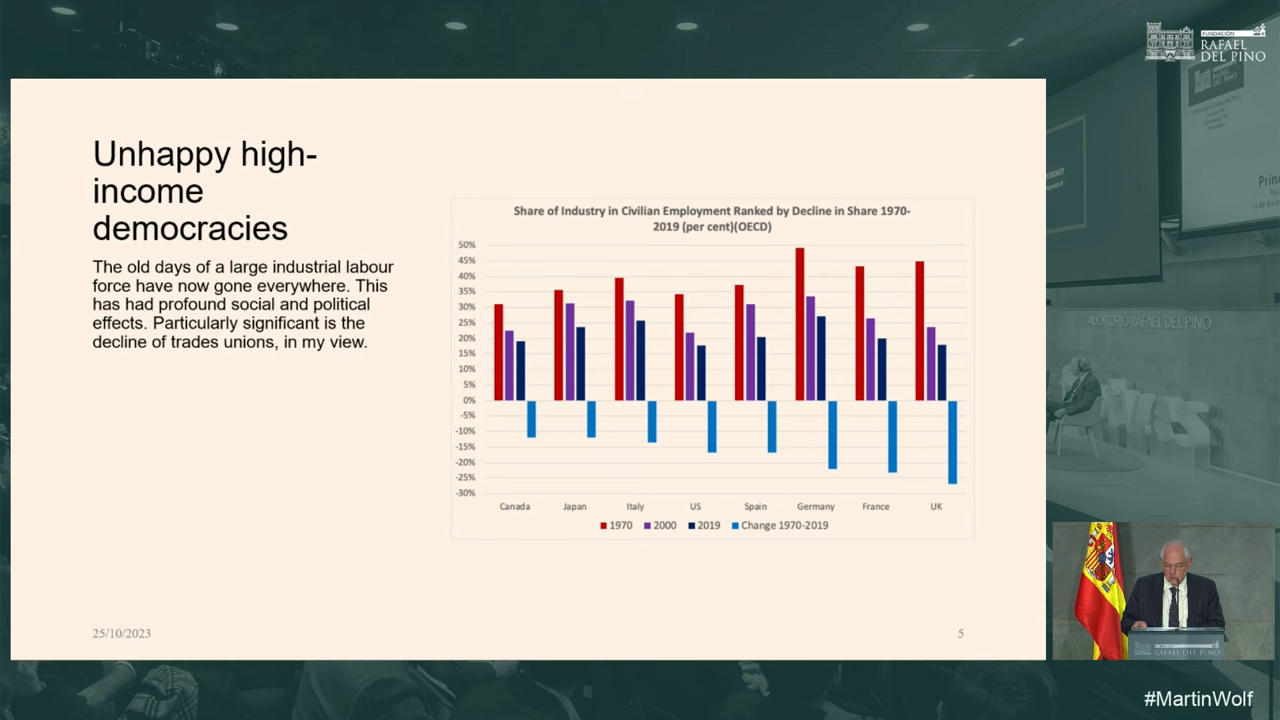 FUNDACIÓN
RAFAEL
DEL PINO
Unhappy high-
income
democracies
The old days of a large industrial labour
force have now gone everywhere. This
has had profound social and political
effects. Particularly significant is the
decline of trades unions, in my view.
Share of Industry in Civilian Employment Ranked by Decline in Share 1970-
2019 (per cent)(OECD)
50%
45%
40%
35%
30%
25%
20%
15%
10%
5%
0%
-5%
-10%
-15%
-20%
-25%
-30%
Canada Japan Italy US Spain Germany France UK
1970 2000 2019 Change 1970-2019
25/10/2023
5
AUDITORIO RAFAEL DEL PINO
RAFAEL DEL PINO
#MartinWolf